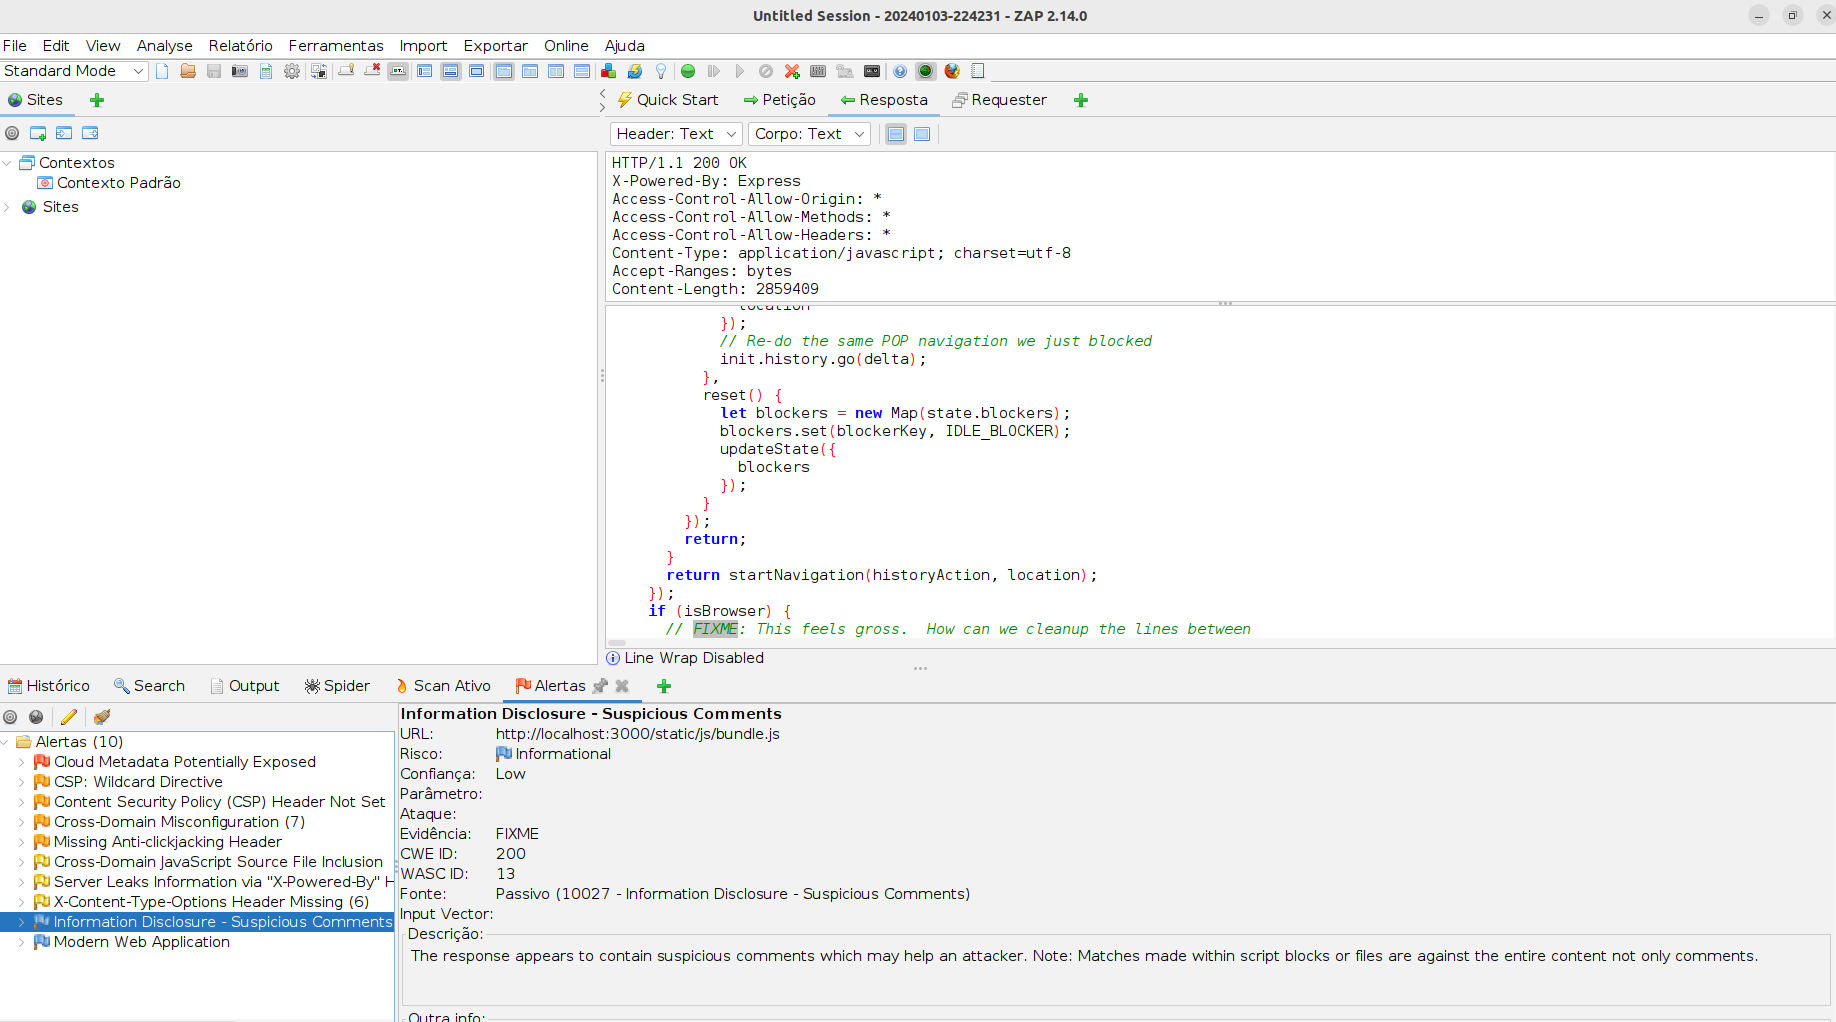 Untitled Session - 20240103-224231 - ZAP 2.14.0
File Edit View Analyse Relatório Ferramentas Import Exportar Online Ajuda
Standard Mode
Sites
Quick Start Petição Resposta Requester
Header: Text Corpo: Text
Contextos
Contexto Padrão
Sites
HTTP/1.1 200 OK
X-Powered-By: Express
Access-Control-Allow-Origin: *
Access-Control-Allow-Methods: *
Access-Control-Allow-Headers: *
Content-Type: application/javascript; charset=utf-8
Accept-Ranges: bytes
Content-Length: 2859409
location
});
// Re-do the same POP navigation we just blocked
init.history.go(delta);
},
reset() {
let blockers = new Map(state.blockers);
blockers.set(blockerKey, IDLE_BLOCKER);
updateState({
blockers
});
}
});
return;
}
return startNavigation(historyAction, location);
});
if (isBrowser) {
// FIXME: This feels gross.  How can we cleanup the lines between
Line Wrap Disabled
Histórico Search Output Spider Scan Ativo Alertas
Alertas (10)
Cloud Metadata Potentially Exposed
CSP: Wildcard Directive
Content Security Policy (CSP) Header Not Set
Cross-Domain Misconfiguration (7)
Missing Anti-clickjacking Header
Cross-Domain JavaScript Source File Inclusion
Server Leaks Information via "X-Powered-By" H
X-Content-Type-Options Header Missing (6)
Information Disclosure - Suspicious Comments
Modern Web Application
Information Disclosure - Suspicious Comments
URL: http://localhost:3000/static/js/bundle.js
Risco: Informational
Confiança: Low
Parâmetro:
Ataque:
Evidência: FIXME
CWE ID: 200
WASC ID: 13
Fonte: Passivo (10027 - Information Disclosure - Suspicious Comments)
Input Vector:
Descrição:
The response appears to contain suspicious comments which may help an attacker. Note: Matches made within script blocks or files are against the entire content not only comments.
Outra info: